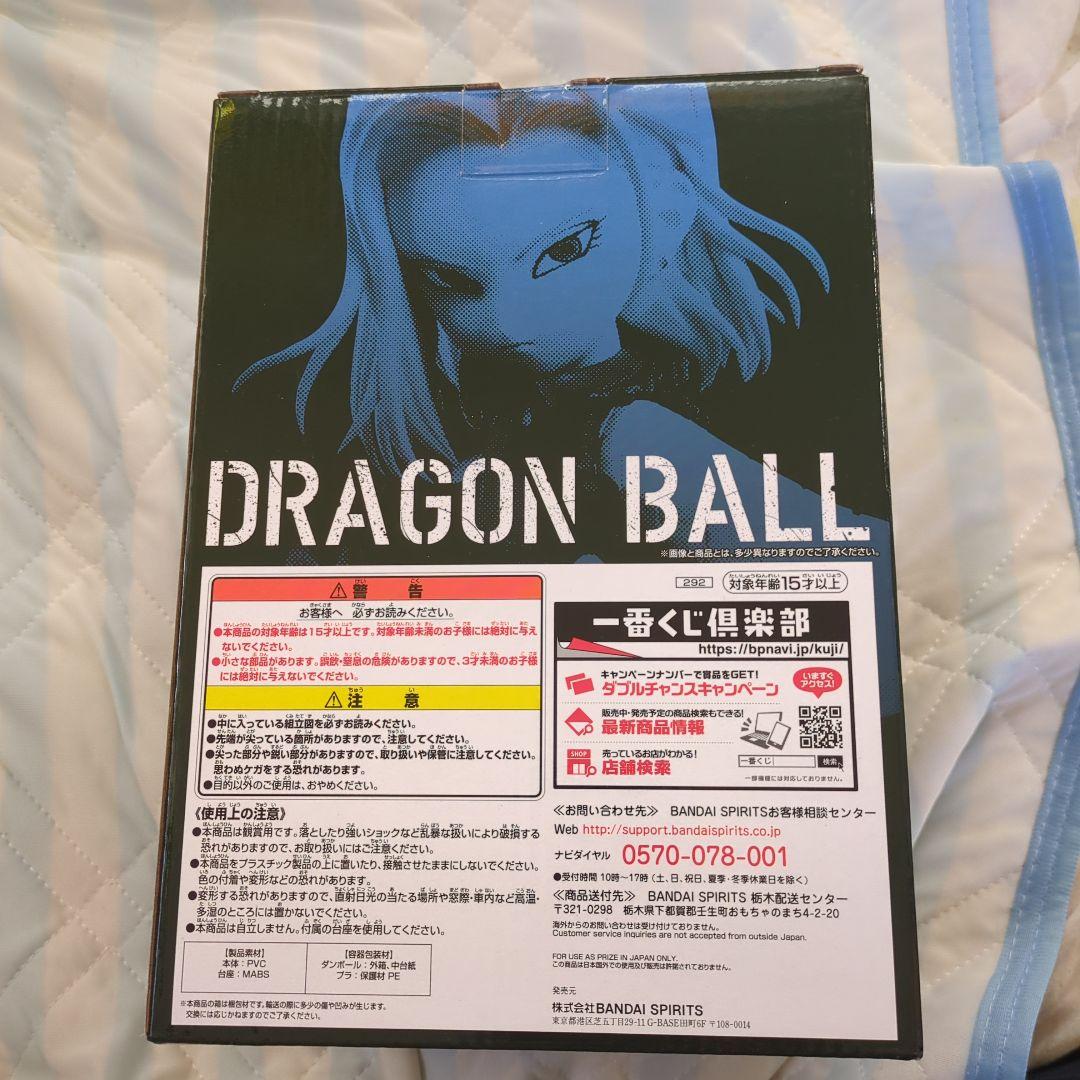 DRAGON BALL
※画像と商品とは、多少異なりますのでご了承ください。
⚠警告
お客様へ 必ずお読みください。
●本商品の対象年齢は15才以上です。対象年齢未満のお子様には絶対に与え
ないでください。
●小さな部品があります。誤飲・窒息の危険がありますので、3才未満のお子様
には絶対に与えないでください。
⚠注意
●中に入っている組立図を必ずお読みください。
●先端が尖っている箇所がありますので、注意してください。
●尖った部分や鋭い部分がありますので、取り扱いや保管に注意してください。
思わぬケガをする恐れがあります。
●目的以外のご使用は、おやめください。
《使用上の注意》
●本商品は観賞用です。落としたり強いショックなど乱暴な扱いにより破損する
恐れがありますので、お取り扱いにはご注意ください。
●本商品をプラスチック製品の上に置いたり、接触させたままにしないでください。
色の付着や変形などの恐れがあります。
●変形する恐れがありますので、直射日光の当たる場所や窓際・車内など高温・
多湿のところには置かないでください。
●本商品は自立しません。付属の台座を使用してください。
【製品素材】
本体：PVC
台座：MABS
【容器包装材】
ダンボール：外箱、中台紙
プラ：保護材 PE
※本商品の箱は梱包材です。輸送の際に多少の傷や凹みが生じます。
交換には応じかねますのでご了承ください。
292
対象年齢15才以上
一番くじ倶楽部
https://bpnavi.jp/kuji/
キャンペーンナンバーで賞品をGET!
ダブルチャンスキャンペーン
いますぐ
アクセス!
販売中・発売予定の商品検索もできる!
最新商品情報
SHOP
売っているお店がわかる!
店舗検索
一番くじ
検索
一部機種には対応しておりません。
≪お問い合わせ先≫ BANDAI SPIRITSお客様相談センター
Web http://support.bandaispirits.co.jp
ナビダイヤル 0570-078-001
●受付時間 10時〜17時(土、日、祝日、夏季・冬季休業日を除く)
≪商品送付先≫ BANDAI SPIRITS 栃木配送センター
〒321-0298 栃木県下都賀郡壬生町おもちゃのまち4-2-20
海外からのお問い合わせは受け付けておりません。
Customer service inquiries are not accepted from outside Japan.
FOR USE AS PRIZE IN JAPAN ONLY.
この商品は日本国外での使用及び販売は許諾されておりません。
発売元
株式会社BANDAI SPIRITS
東京都港区芝五丁目29-11 G-BASE田町6F 〒108-0014